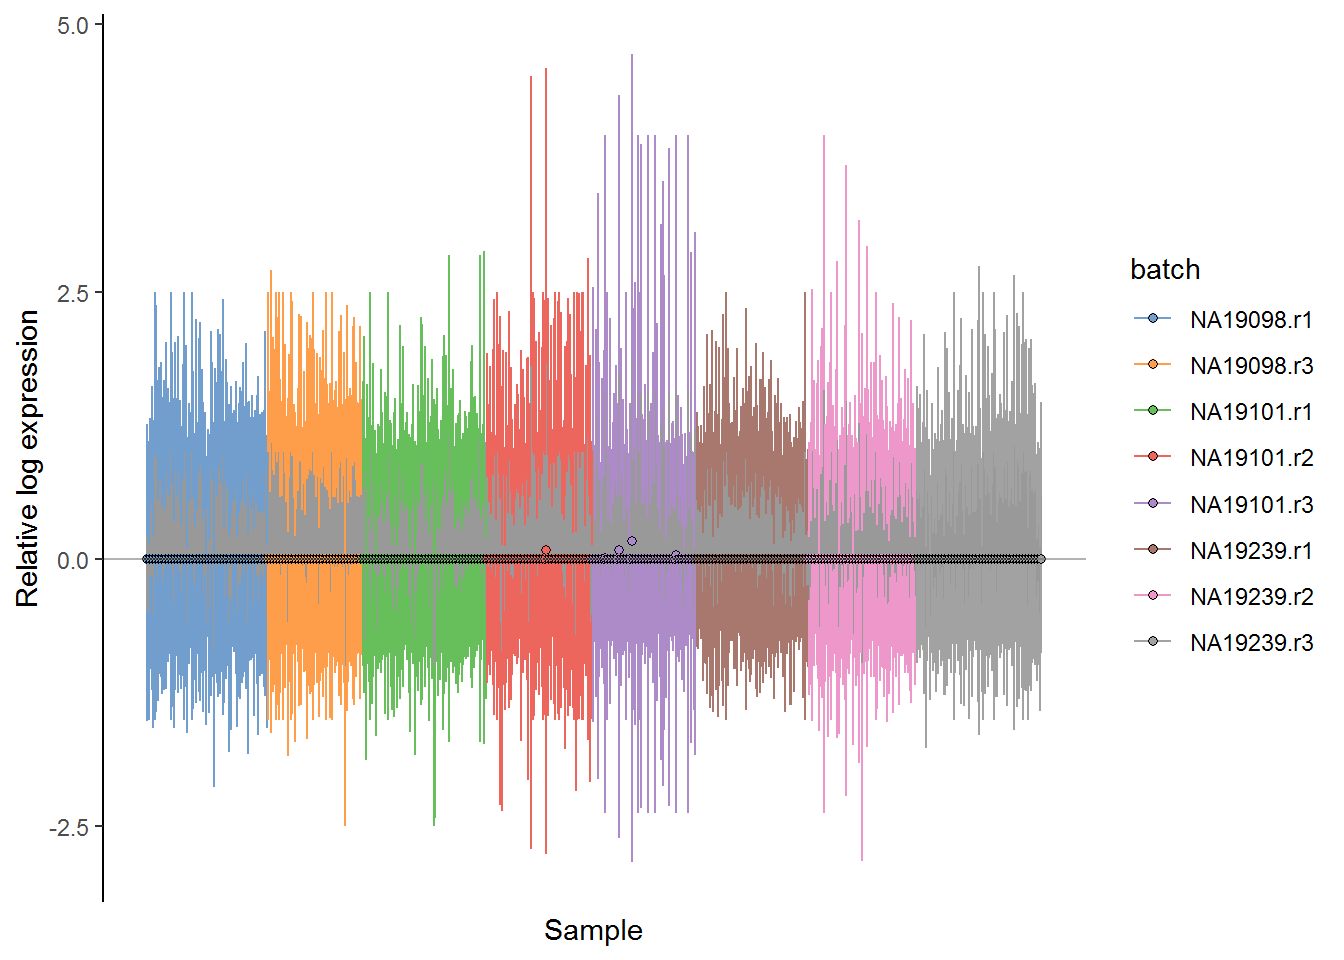 5.0
2.5
0.0
-2.5
Relative log expression
Sample
batch
NA19098.r1
NA19098.r3
NA19101.r1
NA19101.r2
NA19101.r3
NA19239.r1
NA19239.r2
NA19239.r3